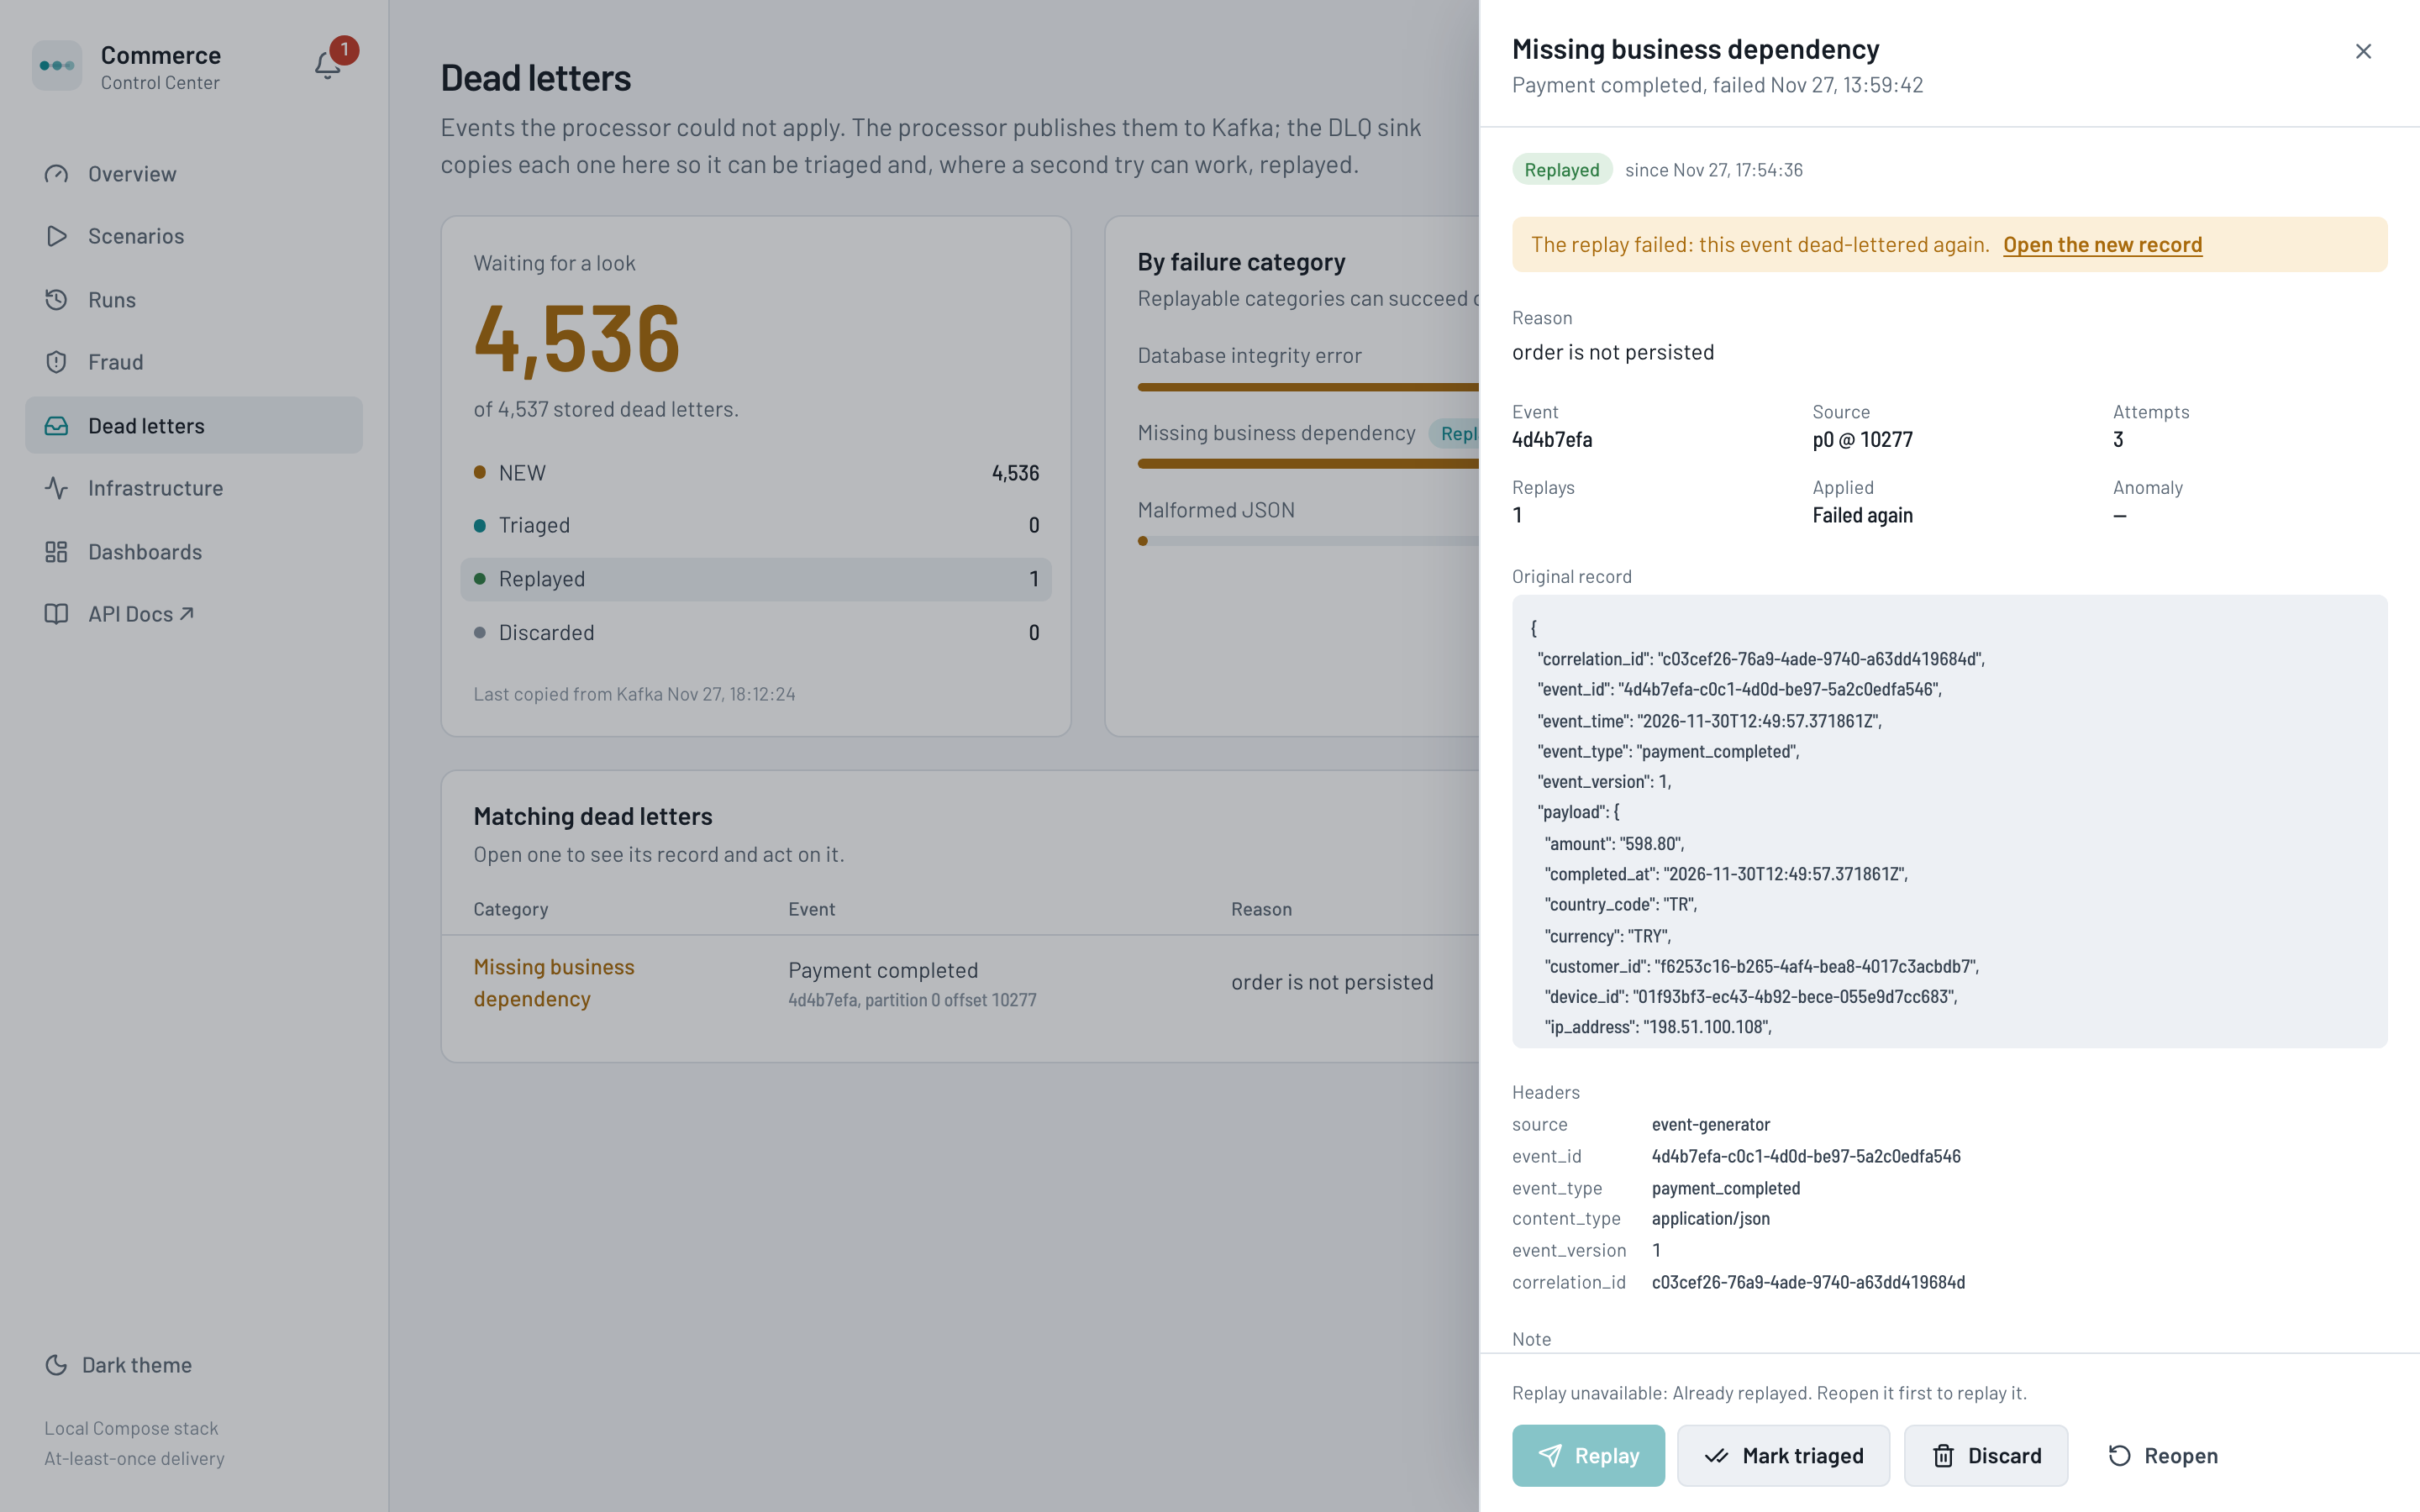 Commerce
Control Center
1
Overview
Scenarios
Runs
Fraud
Dead letters
Infrastructure
Dashboards
API Docs
Dark theme
Local Compose stack
At-least-once delivery
Dead letters
Events the processor could not apply. The processor publishes them to Kafka; the DLQ sink
copies each one here so it can be triaged and, where a second try can work, replayed.
Waiting for a look
4,536
of 4,537 stored dead letters.
NEW 4,536
Triaged 0
Replayed 1
Discarded 0
Last copied from Kafka Nov 27, 18:12:24
By failure category
Replayable categories can succeed
Database integrity error
Missing business dependency
Malformed JSON
Matching dead letters
Open one to see its record and act on it.
Category Event Reason
Missing business
dependency
Payment completed
4d4b7efa, partition 0 offset 10277
order is not persisted
Missing business dependency
Payment completed, failed Nov 27, 13:59:42
Replayed since Nov 27, 17:54:36
The replay failed: this event dead-lettered again. Open the new record
Reason
order is not persisted
Event Source Attempts
4d4b7efa p0 @ 10277 3
Replays Applied Anomaly
1 Failed again –
Original record
{
"correlation_id": "c03cef26-76a9-4ade-9740-a63dd419684d",
"event_id": "4d4b7efa-c0c1-4d0d-be97-5a2c0edfa546",
"event_time": "2026-11-30T12:49:57.371861Z",
"event_type": "payment_completed",
"event_version": 1,
"payload": {
"amount": "598.80",
"completed_at": "2026-11-30T12:49:57.371861Z",
"country_code": "TR",
"currency": "TRY",
"customer_id": "f6253c16-b265-4af4-bea8-4017c3acbdb7",
"device_id": "01f93bf3-ec43-4b92-bece-055e9d7cc683",
"ip_address": "198.51.100.108",
Headers
source event-generator
event_id 4d4b7efa-c0c1-4d0d-be97-5a2c0edfa546
event_type payment_completed
content_type application/json
event_version 1
correlation_id c03cef26-76a9-4ade-9740-a63dd419684d
Note
Replay unavailable: Already replayed. Reopen it first to replay it.
Replay
Mark triaged
Discard
Reopen